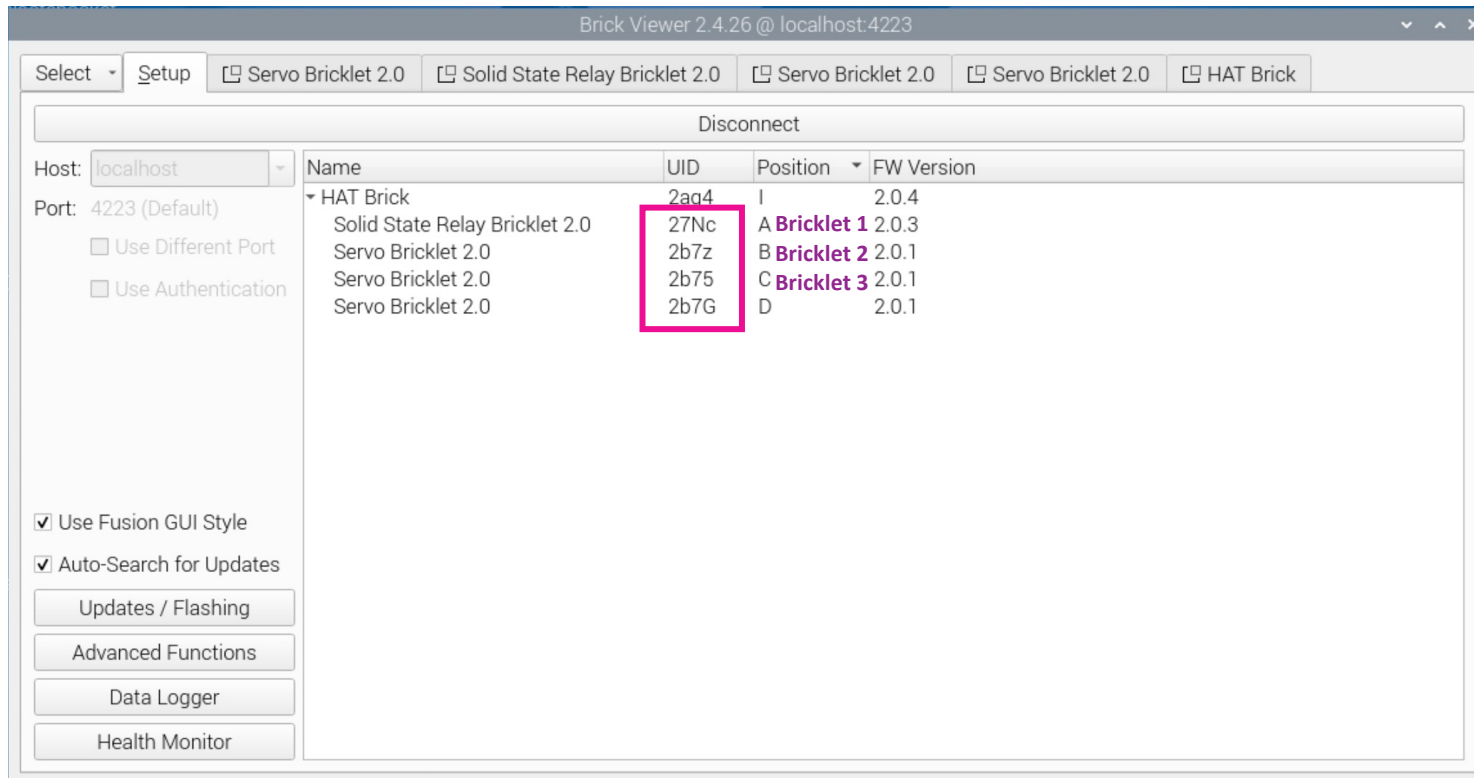 Brick Viewer 2.4.26 @ localhost:4223
Select Setup Servo Bricklet 2.0 Solid State Relay Bricklet 2.0 Servo Bricklet 2.0 Servo Bricklet 2.0 HAT Brick
Disconnect
Host: localhost
Port: 4223 (Default)
Use Different Port
Use Authentication
Name UID Position FW Version
HAT Brick 2aq4 I 2.0.4
Solid State Relay Bricklet 2.0 27Nc A Bricklet 1 2.0.3
Servo Bricklet 2.0 2b7z B Bricklet 2 2.0.1
Servo Bricklet 2.0 2b75 C Bricklet 3 2.0.1
Servo Bricklet 2.0 2b7G D 2.0.1
Use Fusion GUI Style
Auto-Search for Updates
Updates / Flashing
Advanced Functions
Data Logger
Health Monitor